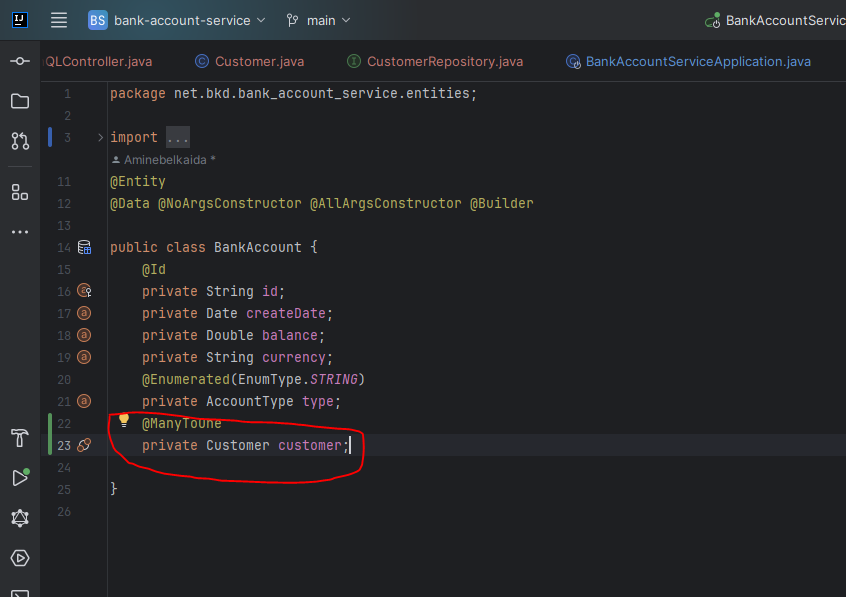 IJ BS bank-account-service main BankAccountServic
QLController.java Customer.java CustomerRepository.java BankAccountServiceApplication.java
1 package net.bkd.bank_account_service.entities;
2
3 import ...
Aminebelkaida *
11 @Entity
12 @Data @NoArgsConstructor @AllArgsConstructor @Builder
13
14 public class BankAccount {
15 @Id
16 private String id;
17 private Date createDate;
18 private Double balance;
19 private String currency;
20 @Enumerated(EnumType.STRING)
21 private AccountType type;
22 @ManyToOne
23 private Customer customer;
24
25 }
26